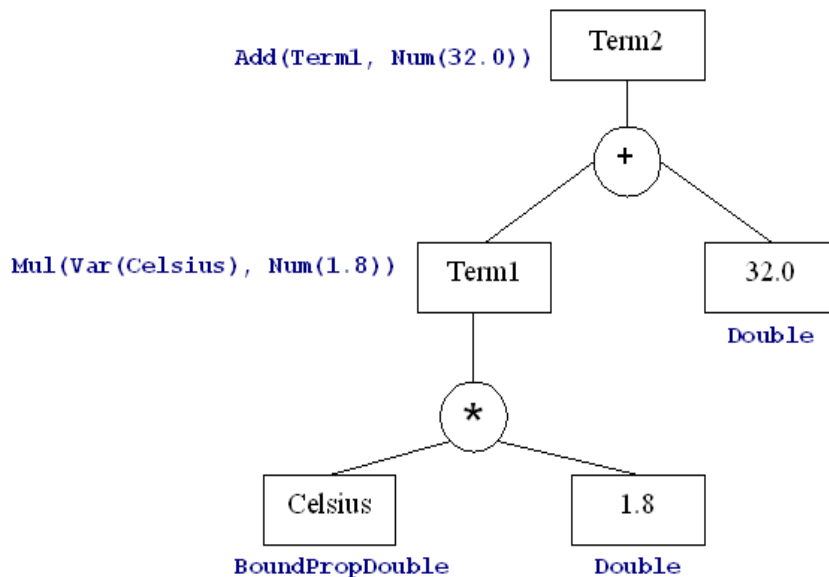 Term2
Add(Term1, Num(32.0))
+
Mul(Var(Celsius), Num(1.8))
Term1
32.0
Double
*
Celsius
1.8
BoundPropDouble
Double